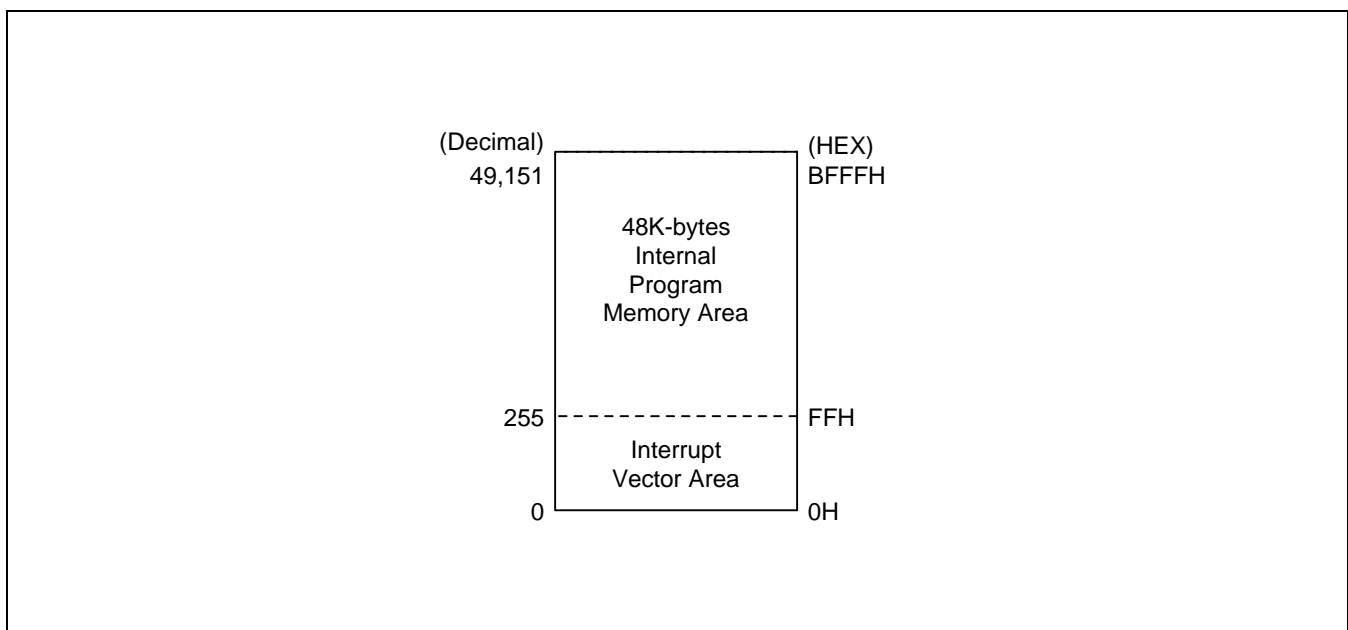 (Decimal)
(HEX)
49,151
BFFFH
48K-bytes
Internal
Program
Memory Area
255
FFH
Interrupt
Vector Area
0
0H